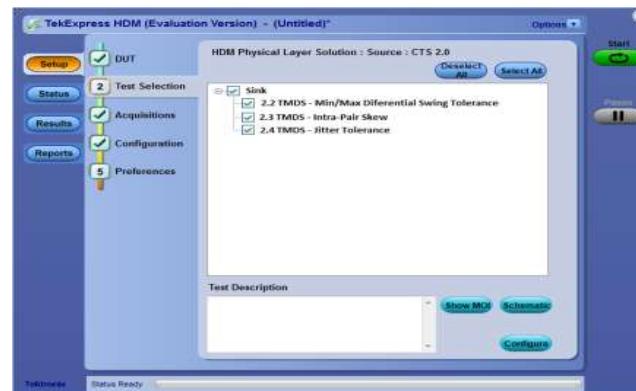 TekExpress HDM (Evaluation Version) - (Untitled)*
Options
Setup
Status
Results
Reports
DUT
2 Test Selection
Acquisitions
Configuration
5 Preferences
HDM Physical Layer Solution : Source : CTS 2.0
Deselect All
Select All
Sink
2.2 TMDS - Min/Max Diferential Swing Tolerance
2.3 TMDS - Intra-Pair Skew
2.4 TMDS - Jitter Tolerance
Test Description
Show MOI
Schematic
Configure
Start
Pause
Tektronix
Status Ready